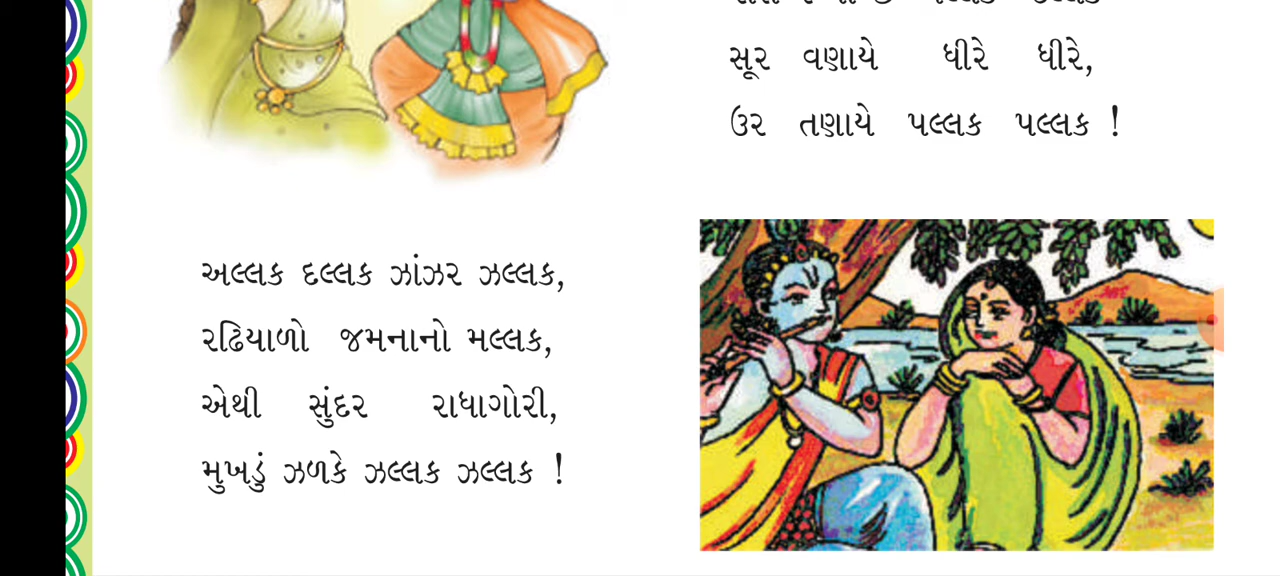 અલ્લક દલ્લક ઝાંઝર ઝલ્લક,
રઢિયાળો જમનાનો મલ્લક,
એથી સુંદર રાધાગોરી,
મુખડું ઝળકે ઝલ્લક ઝલ્લક !
સૂર વણાયે ધીરે ધીરે,
ઉર તણાયે પલ્લક પલ્લક !